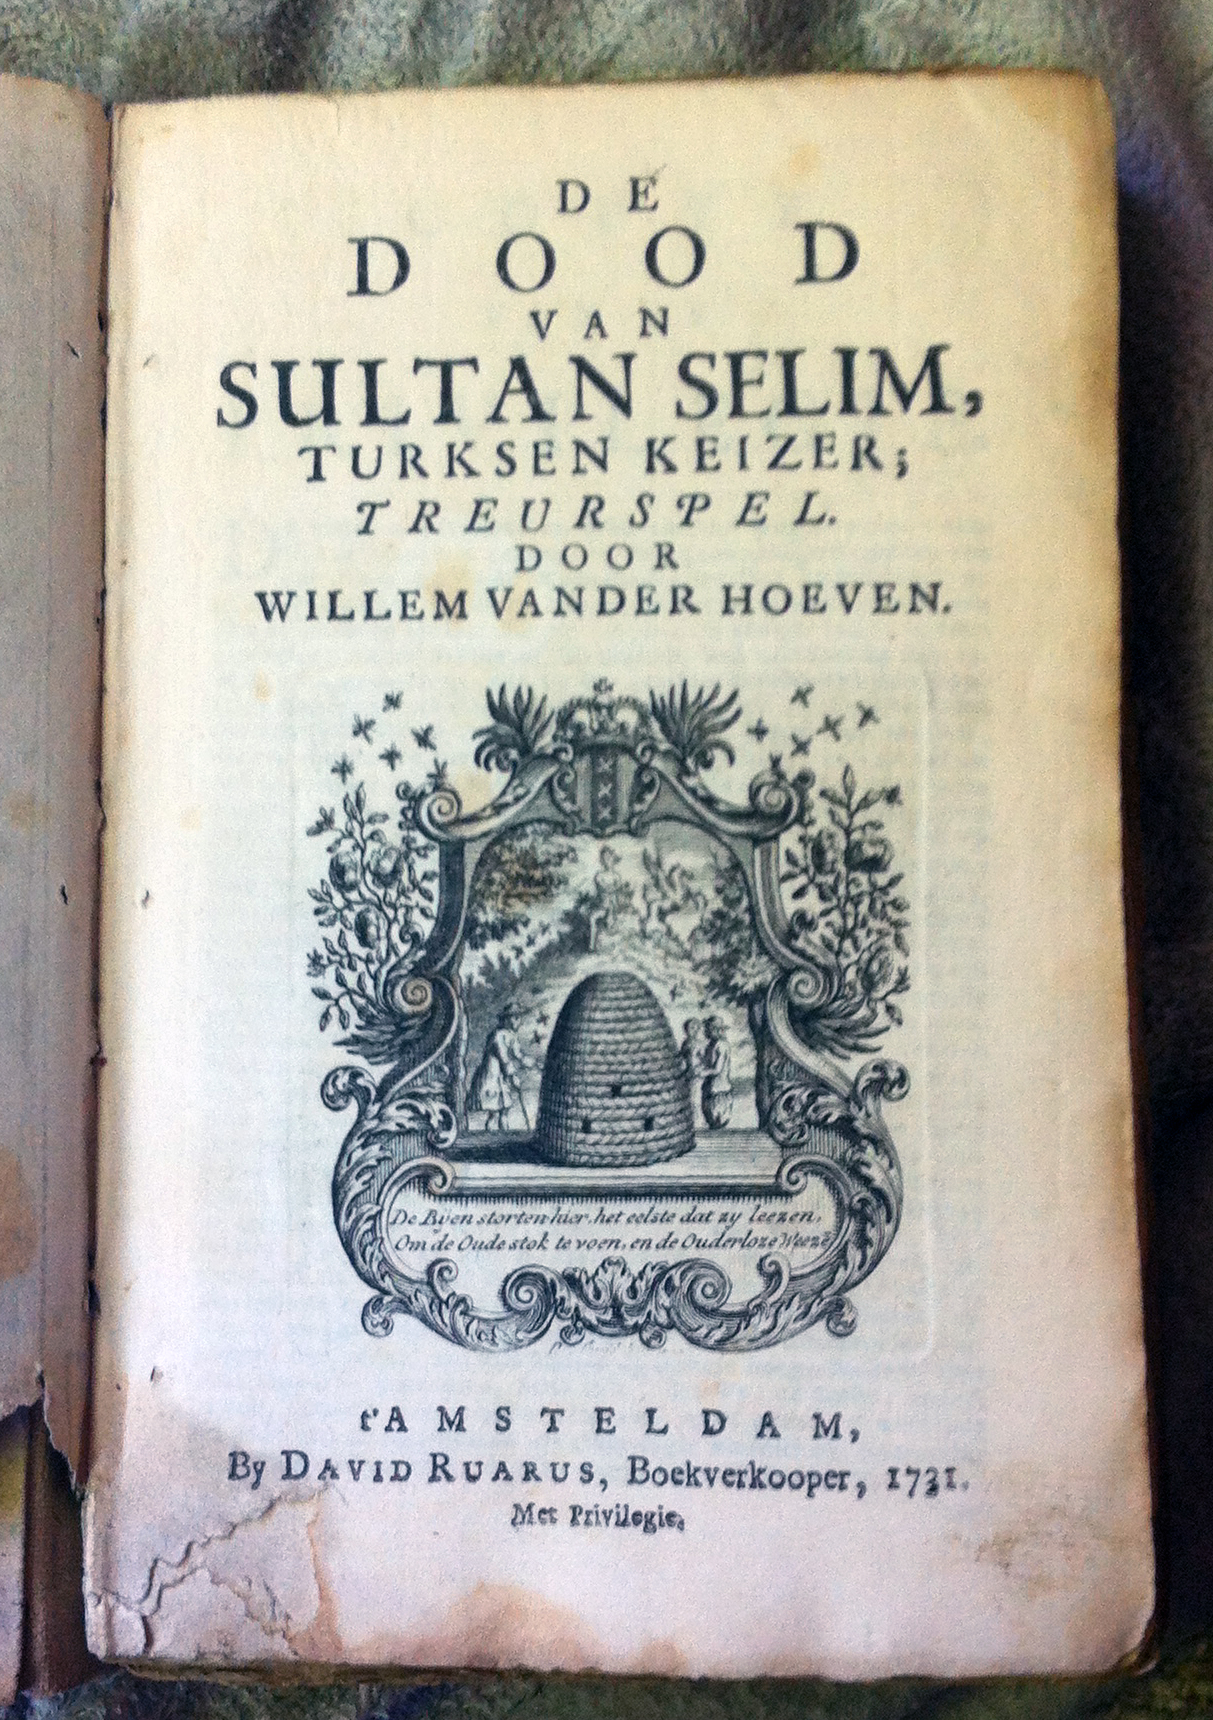 DE
DOOD
VAN
SULTAN SELIM,
TURKSEN KEIZER;
TREURSPEL.
DOOR
WILLEM VANDER HOEVEN.
De Bÿen storten hier, het eelste dat zy leezen,
Om de Oude stok te voen, en de Ouderloze Weezē
t'AMSTELDAM,
By DAVID RUARUS, Boekverkooper, 1731.
Met Privilegie.